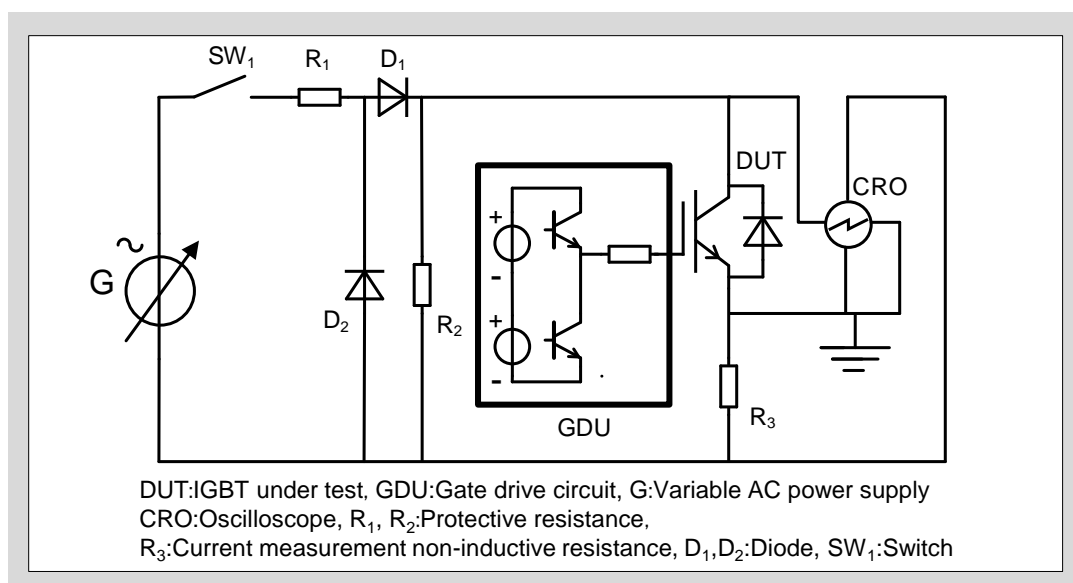 SW₁
R₁
D₁
DUT
CRO
+
-
G
~
D₂
R₂
+
-
R₃
GDU
DUT:IGBT under test, GDU:Gate drive circuit, G:Variable AC power supply
CRO:Oscilloscope, R₁, R₂:Protective resistance,
R₃:Current measurement non-inductive resistance, D₁,D₂:Diode, SW₁:Switch